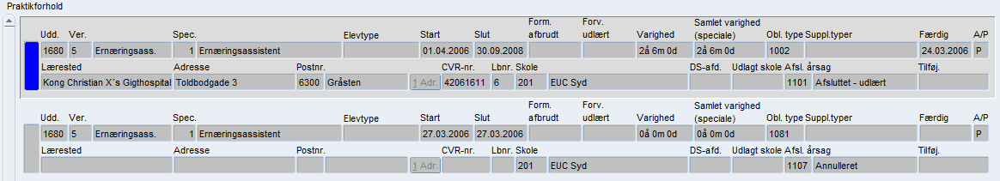 Praktikforhold
Form. Forv. Samlet varighed
Udd. Ver. Spec. Elevtype Start Slut afbrudt udlært Varighed (speciale) Obl. type Suppl.typer Færdig A/P
1680 5 Ernæringsass. 1 Ernæringsassistent 01.04.2006 30.09.2008 2å 6m 0d 2å 6m 0d 1002 24.03.2006 P
Lærested Adresse Postnr. CVR-nr. Lbnr. Skole DS-afd. Udlagt skole Afsl. årsag Tilføj.
Kong Christian X´s Gigthospital Toldbodgade 3 6300 Gråsten 1 Adr. 42061611 6 201 EUC Syd 1101 Afsluttet - udlært
Form. Forv. Samlet varighed
Udd. Ver. Spec. Elevtype Start Slut afbrudt udlært Varighed (speciale) Obl. type Suppl.typer Færdig A/P
1680 5 Ernæringsass. 1 Ernæringsassistent 27.03.2006 27.03.2006 0å 0m 0d 0å 0m 0d 1081 P
Lærested Adresse Postnr. CVR-nr. Lbnr. Skole DS-afd. Udlagt skole Afsl. årsag Tilføj.
1 Adr. 201 EUC Syd 1107 Annulleret